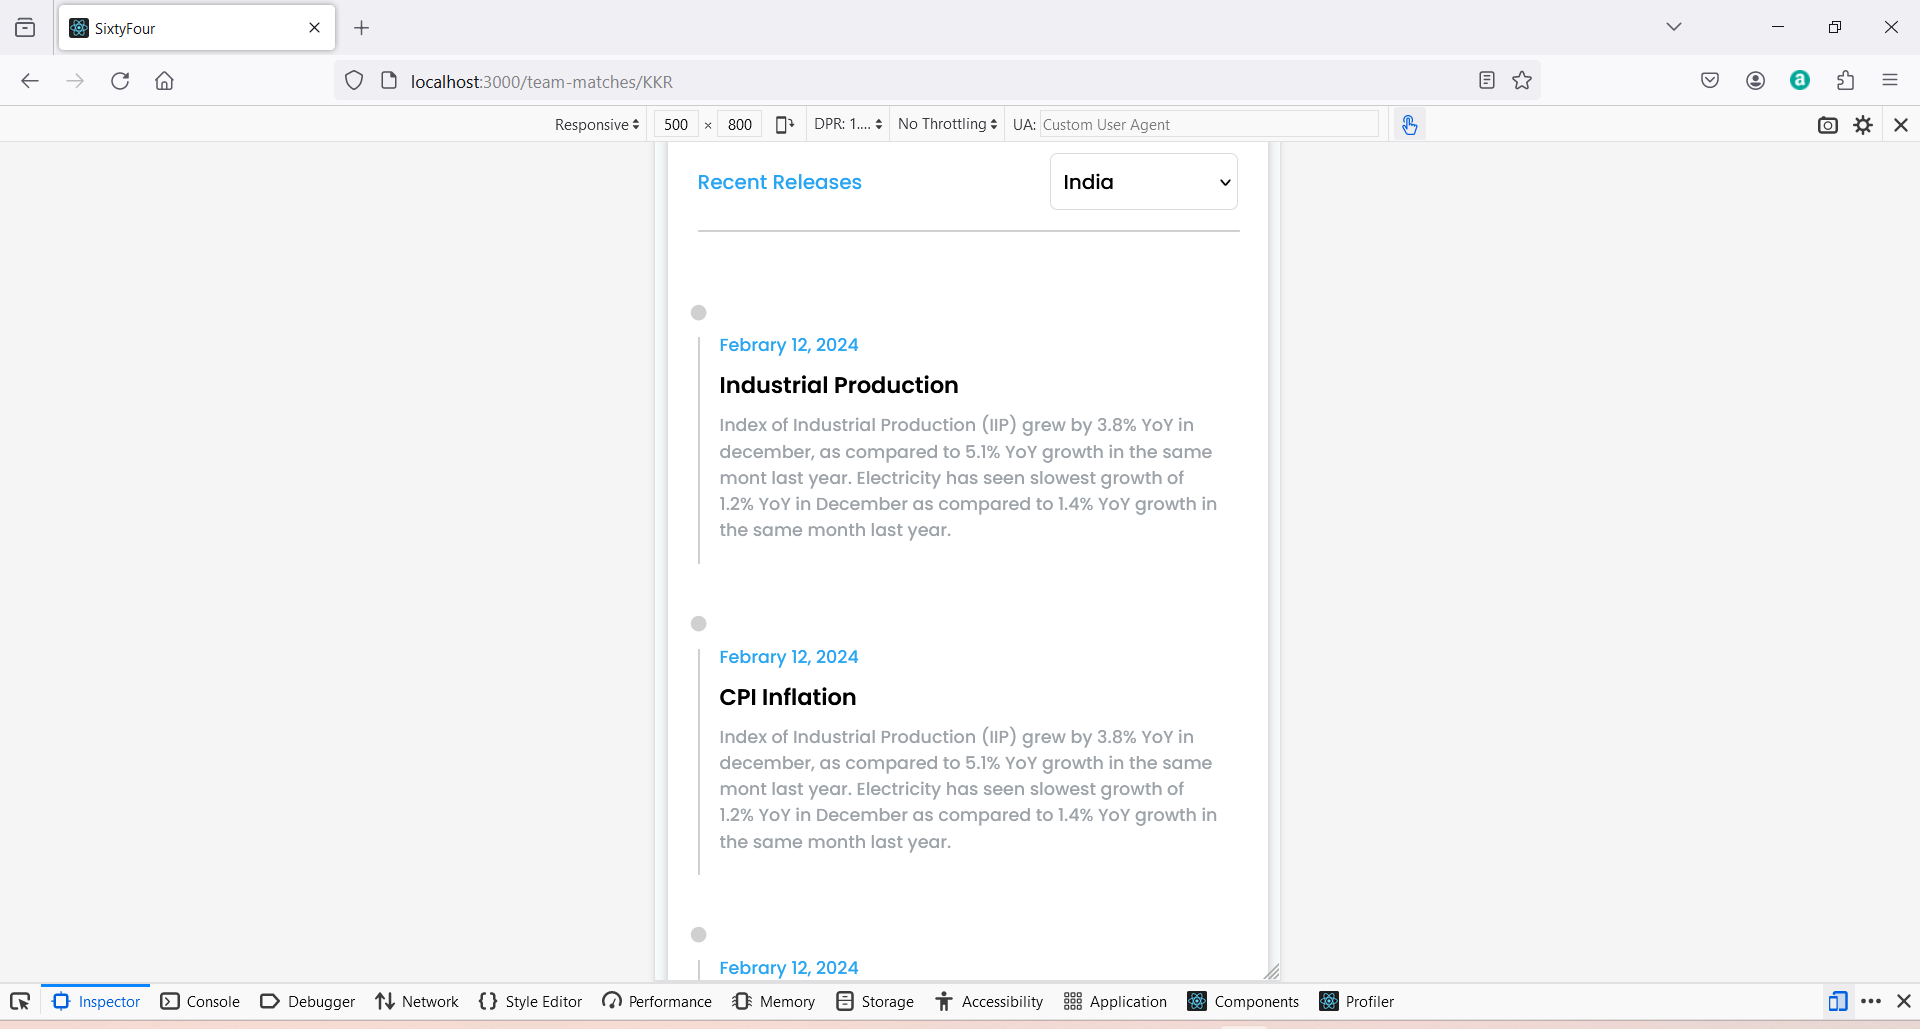 SixtyFour
localhost:3000/team-matches/KKR
Responsive 500 × 800 DPR: 1.... No Throttling UA: Custom User Agent
Recent Releases India
Febrary 12, 2024
Industrial Production
Index of Industrial Production (IIP) grew by 3.8% YoY in
december, as compared to 5.1% YoY growth in the same
mont last year. Electricity has seen slowest growth of
1.2% YoY in December as compared to 1.4% YoY growth in
the same month last year.
Febrary 12, 2024
CPI Inflation
Index of Industrial Production (IIP) grew by 3.8% YoY in
december, as compared to 5.1% YoY growth in the same
mont last year. Electricity has seen slowest growth of
1.2% YoY in December as compared to 1.4% YoY growth in
the same month last year.
Febrary 12, 2024
Inspector Console Debugger Network Style Editor Performance Memory Storage Accessibility Application Components Profiler